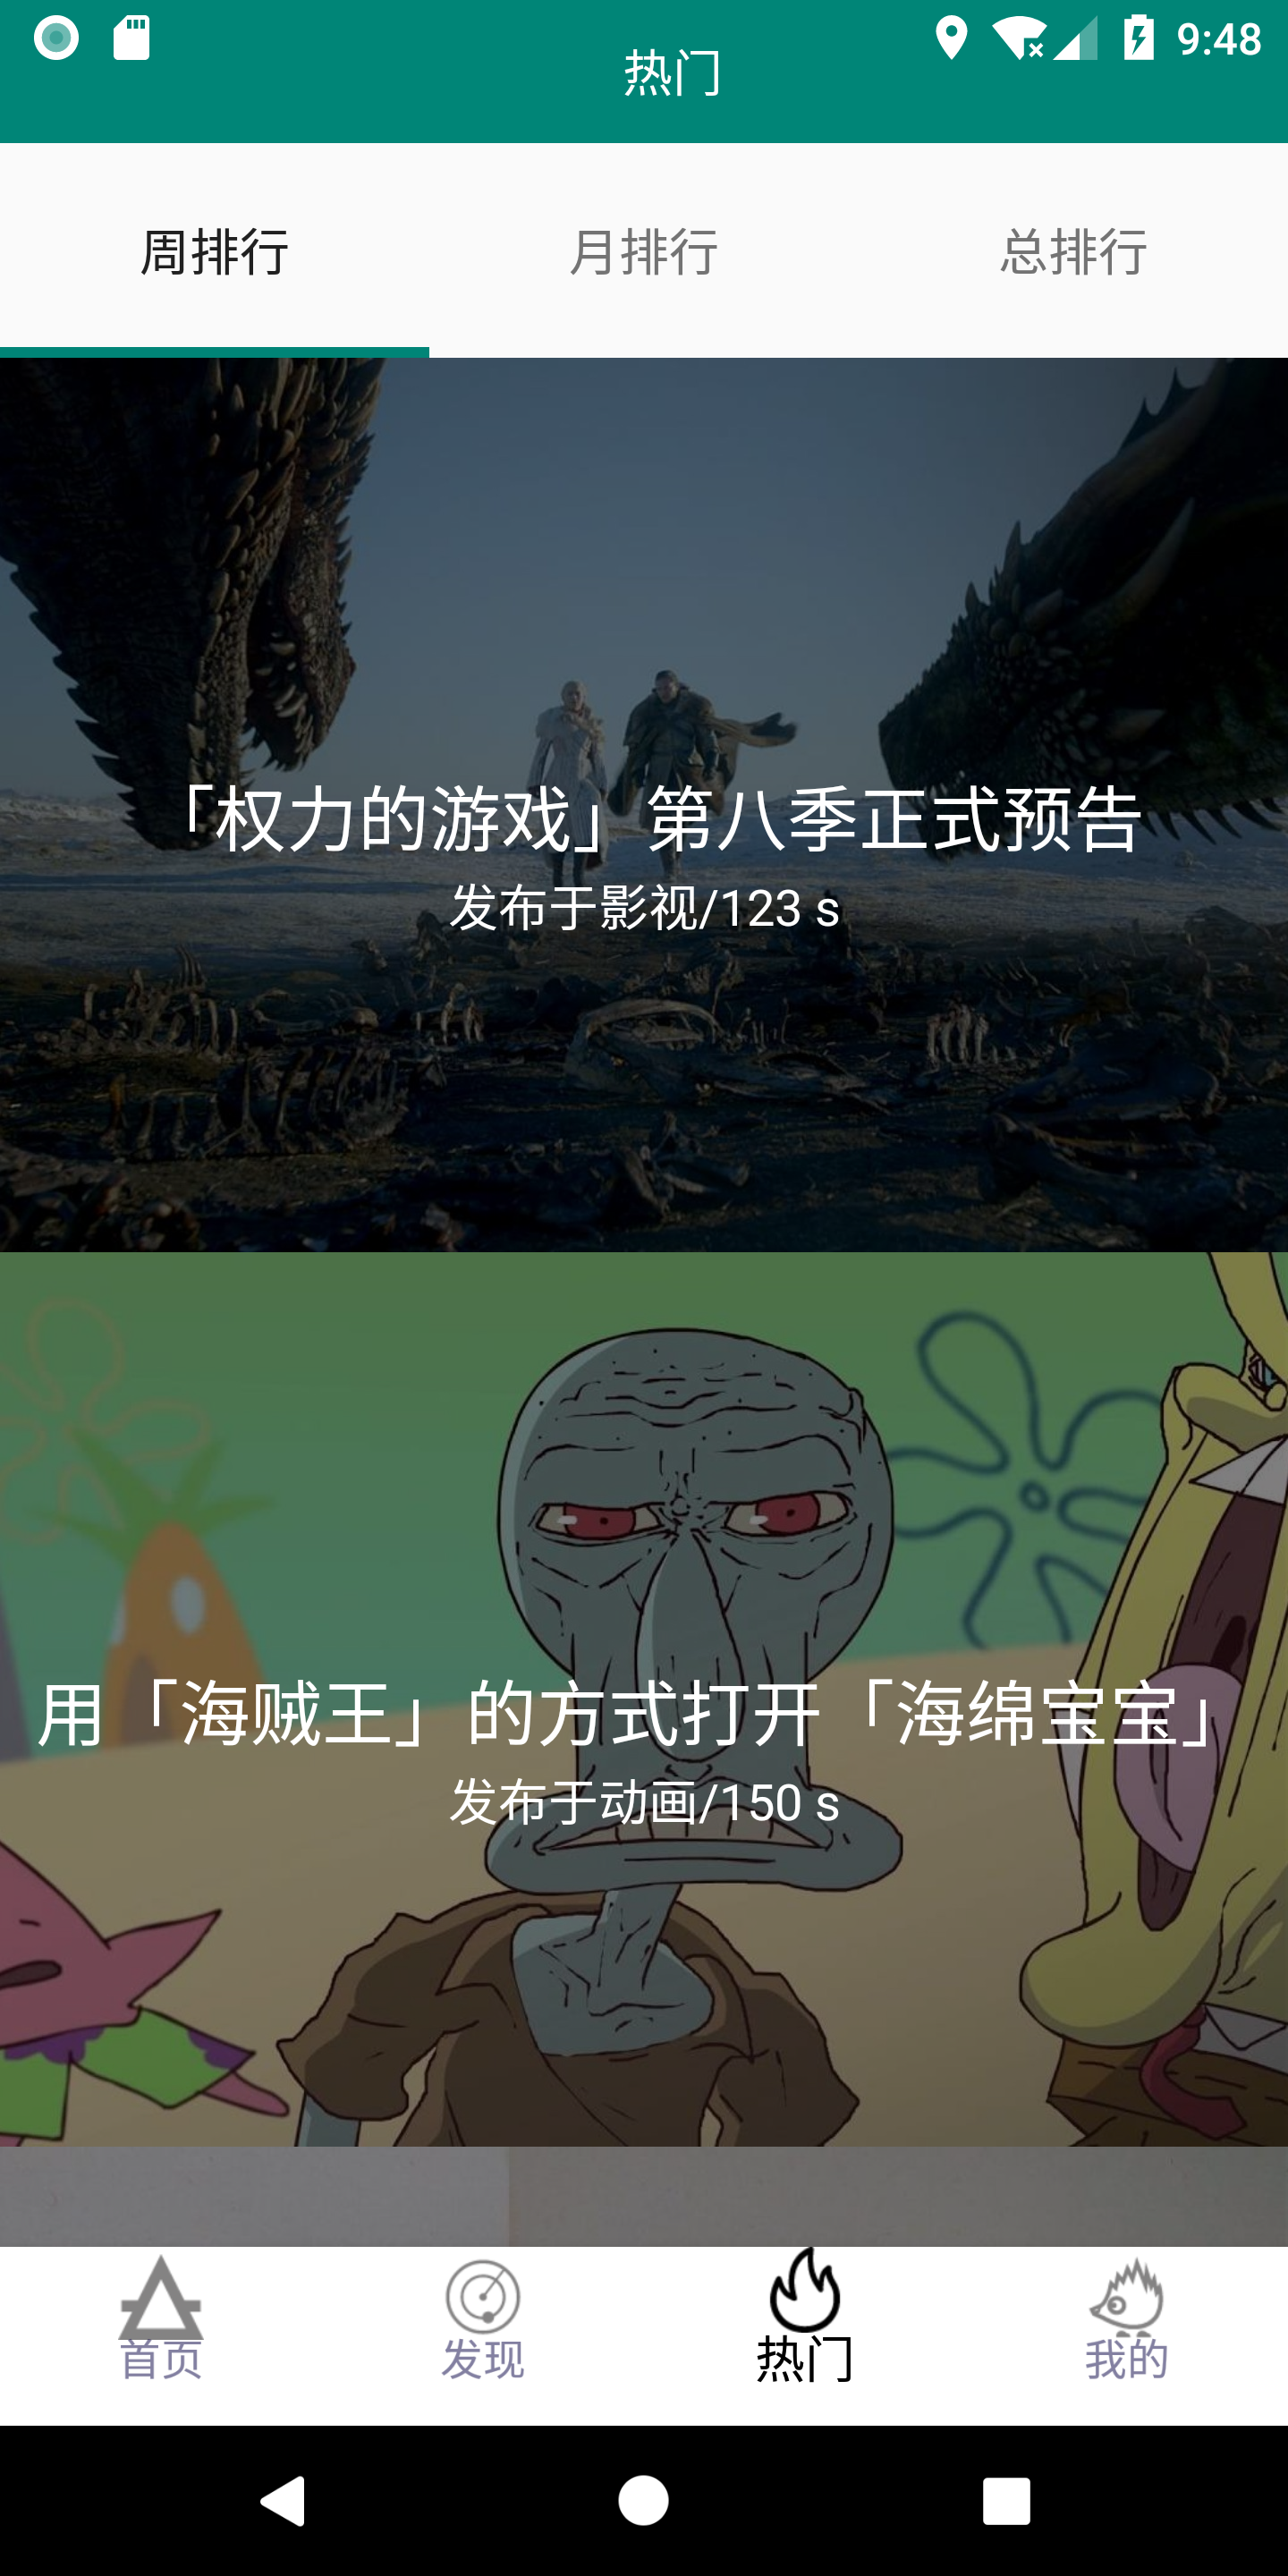 9:48
热门
周排行
月排行
总排行
「权力的游戏」第八季正式预告
发布于影视/123 s
用「海贼王」的方式打开「海绵宝宝」
发布于动画/150 s
首页
发现
热门
我的